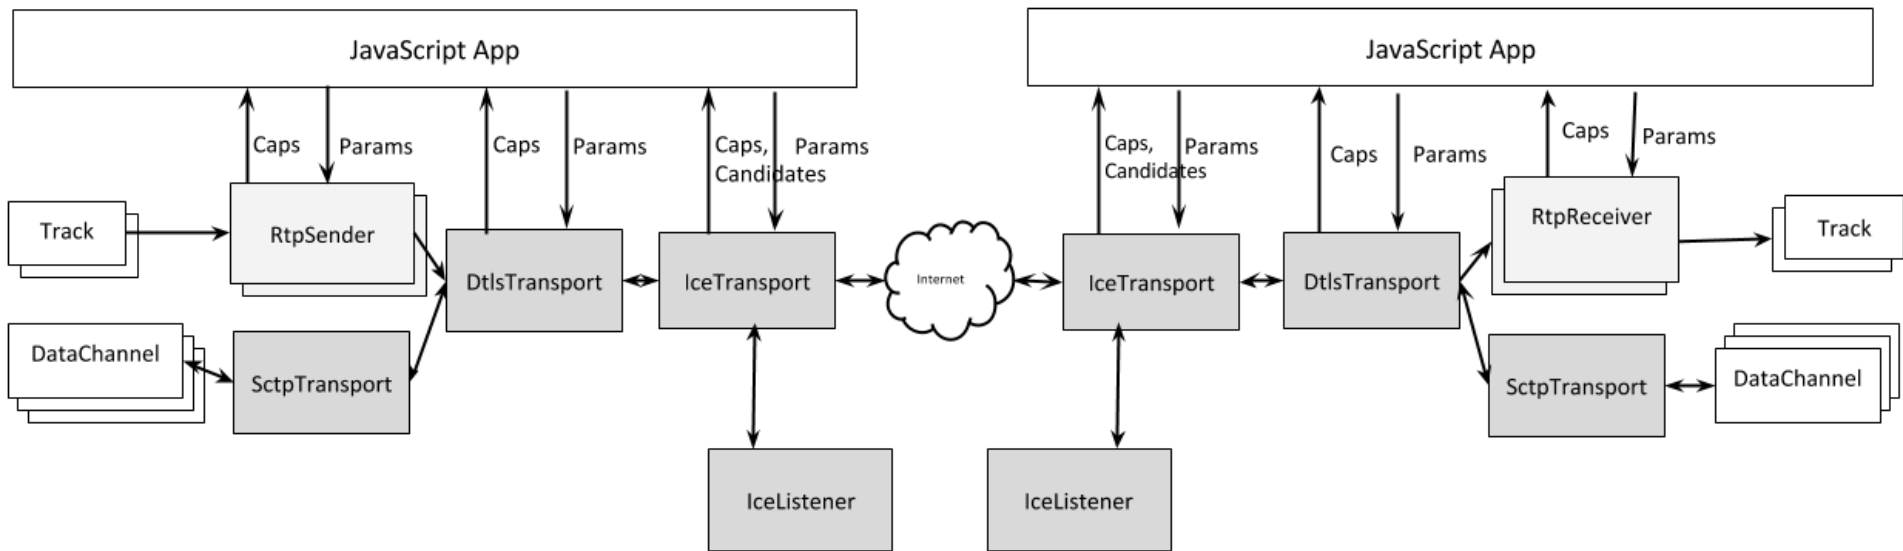 JavaScript App
JavaScript App
Caps
Params
Caps
Params
Caps,
Candidates
Params
Caps,
Candidates
Params
Caps
Params
Caps
Params
Track
RtpSender
DtlsTransport
IceTransport
Internet
IceTransport
DtlsTransport
RtpReceiver
Track
DataChannel
SctpTransport
SctpTransport
DataChannel
IceListener
IceListener